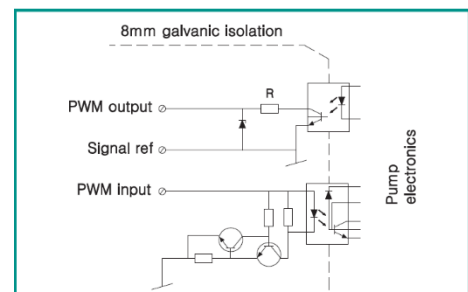 8mm galvanic isolation
R
PWM output
Signal ref
PWM input
Pump
electronics